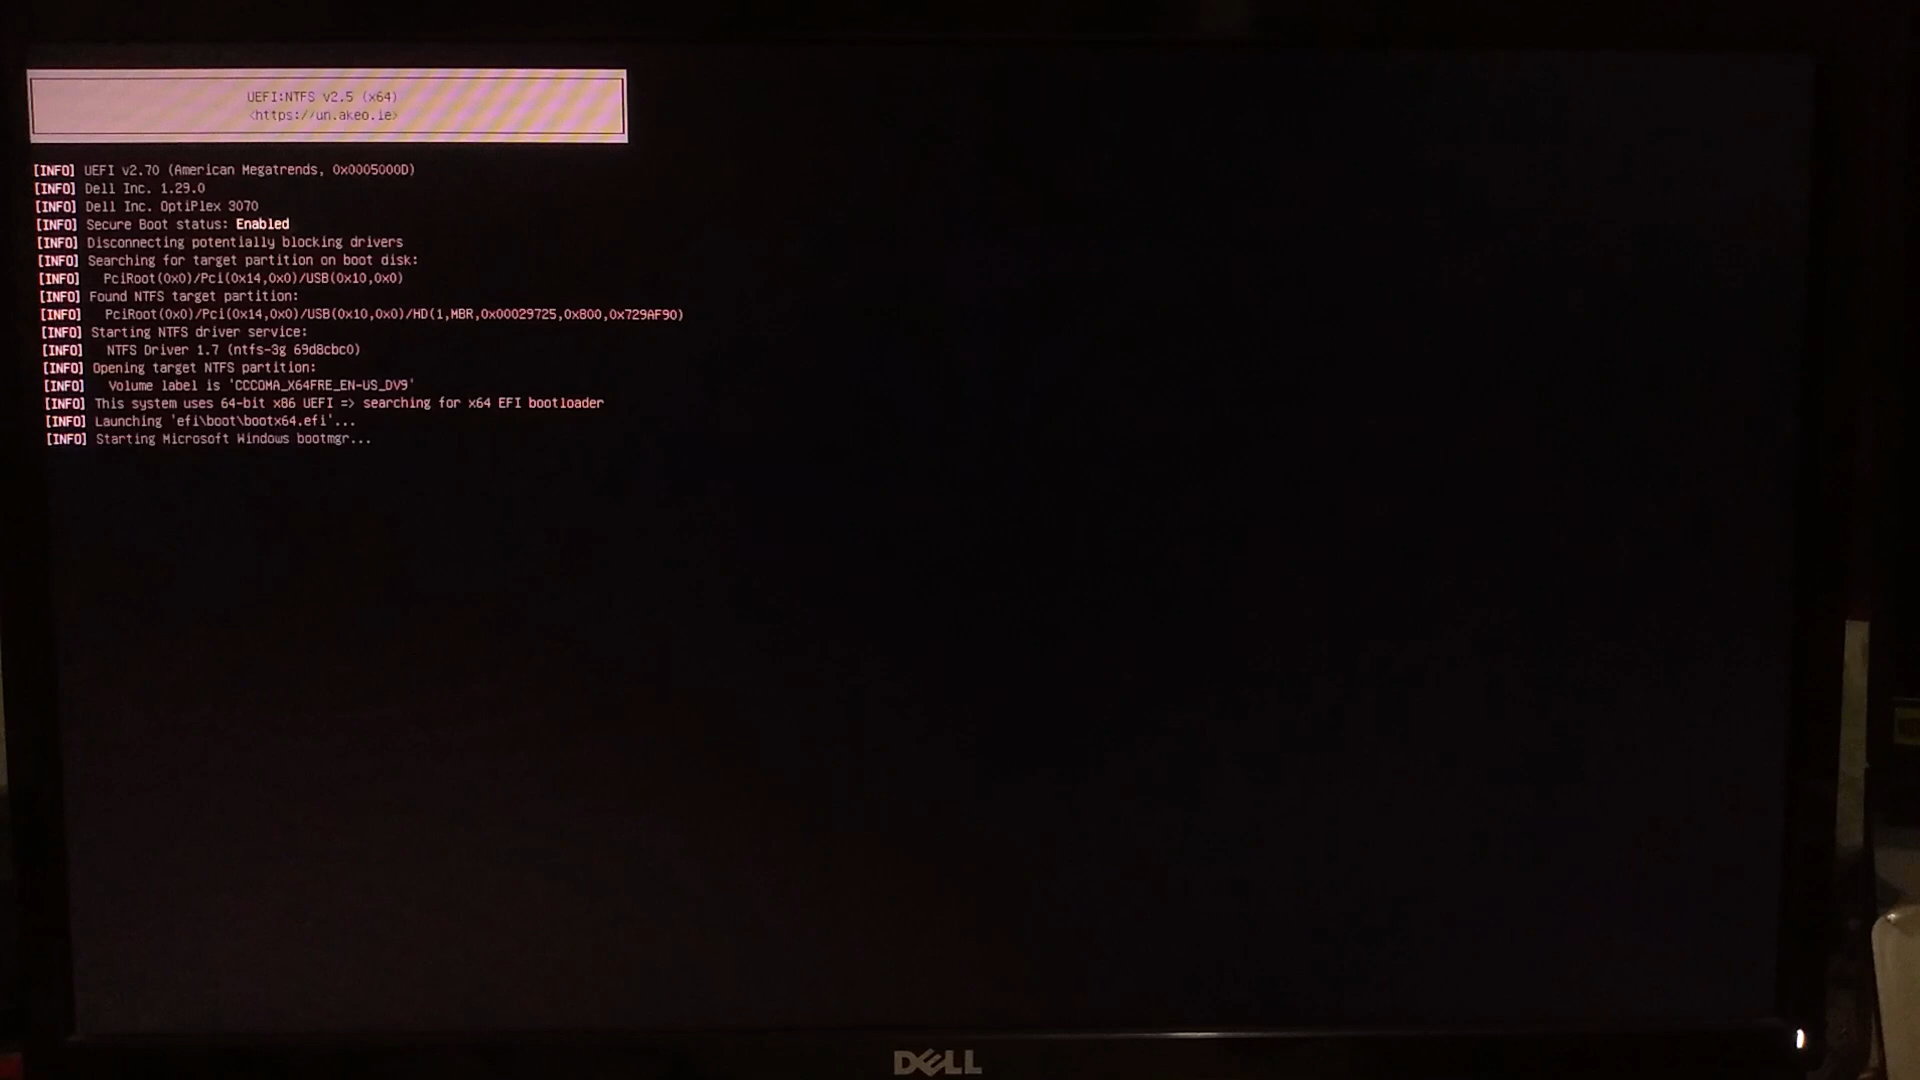 UEFI:NTFS v2.5 (x64)
<https://un.akeo.ie>
[INFO] UEFI v2.70 (American Megatrends, 0x0005000D)
[INFO] Dell Inc. 1.29.0
[INFO] Dell Inc. OptiPlex 3070
[INFO] Secure Boot status: Enabled
[INFO] Disconnecting potentially blocking drivers
[INFO] Searching for target partition on boot disk:
[INFO]   PciRoot(0x0)/Pci(0x14,0x0)/USB(0x10,0x0)
[INFO] Found NTFS target partition:
[INFO]   PciRoot(0x0)/Pci(0x14,0x0)/USB(0x10,0x0)/HD(1,MBR,0x00029725,0x800,0x729AF90)
[INFO] Starting NTFS driver service:
[INFO]   NTFS Driver 1.7 (ntfs-3g 69d8cbc0)
[INFO] Opening target NTFS partition:
[INFO]   Volume label is 'CCCOMA_X64FRE_EN-US_DV9'
[INFO] This system uses 64-bit x86 UEFI => searching for x64 EFI bootloader
[INFO] Launching 'efi\boot\bootx64.efi'...
[INFO] Starting Microsoft Windows bootmgr...
DELL